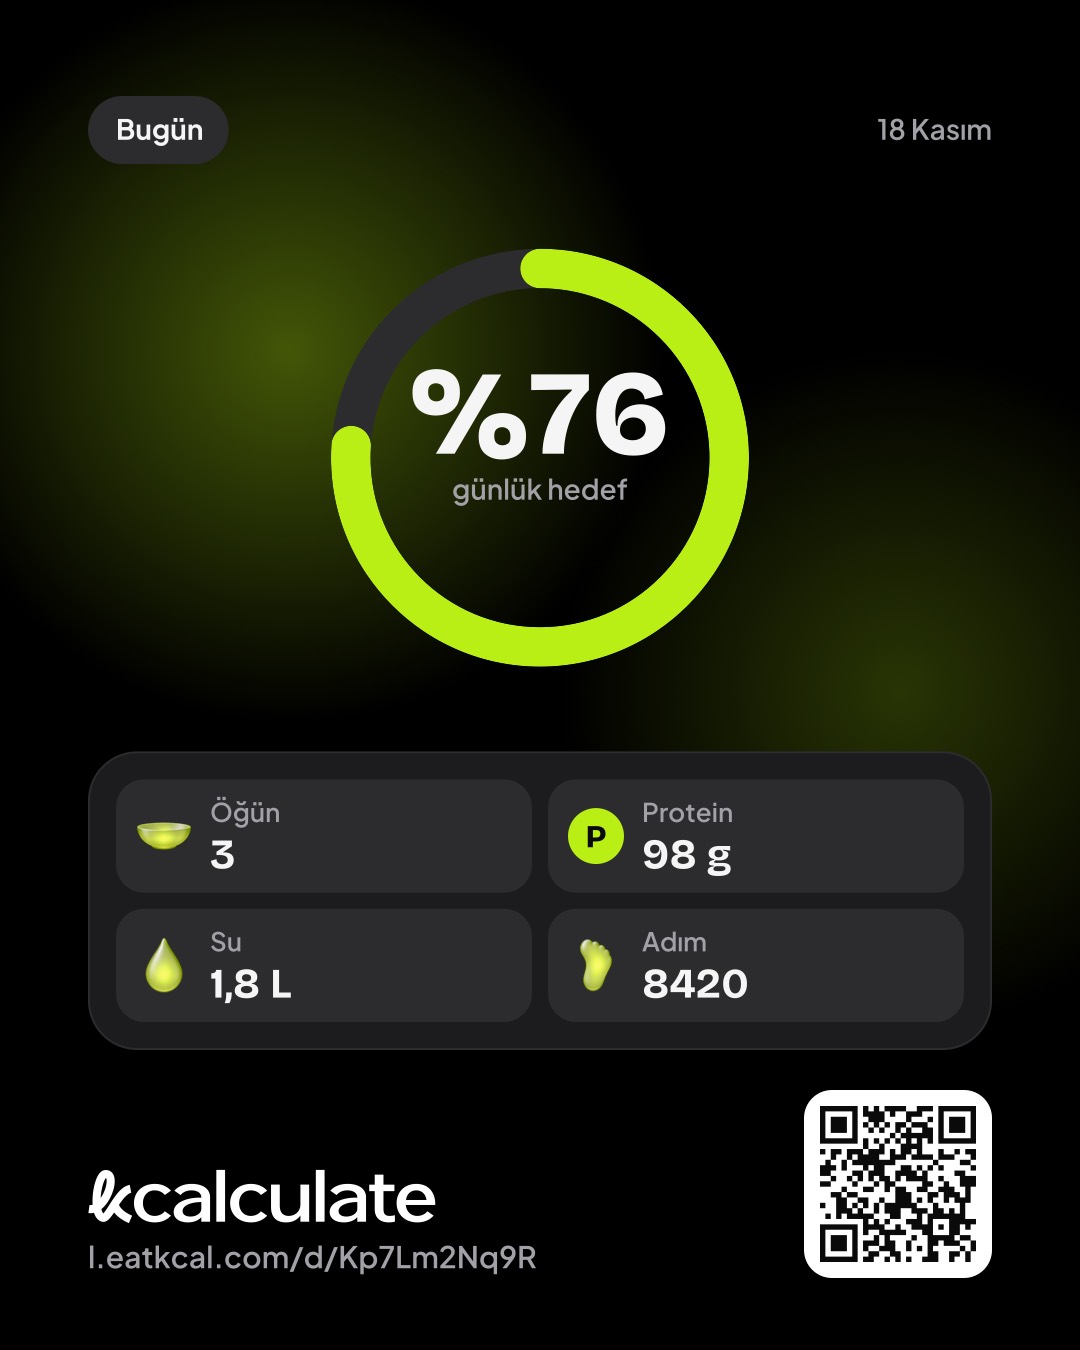 Bugün
18 Kasım
%76
günlük hedef
Öğün
3
P
Protein
98 g
Su
1,8 L
Adım
8420
kcalculate
l.eatkcal.com/d/Kp7Lm2Nq9R